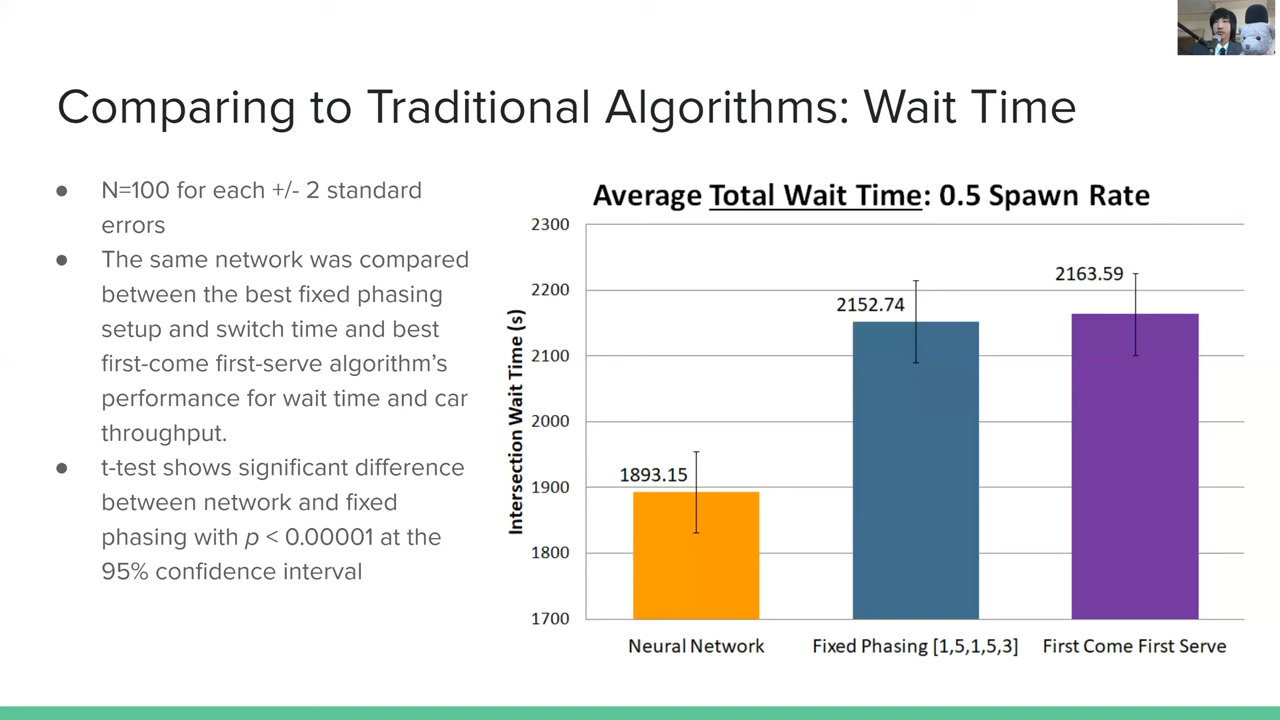 Comparing to Traditional Algorithms: Wait Time
● N=100 for each +/- 2 standard
errors
● The same network was compared
between the best fixed phasing
setup and switch time and best
first-come first-serve algorithm’s
performance for wait time and car
throughput.
● t-test shows significant difference
between network and fixed
phasing with p < 0.00001 at the
95% confidence interval
Average Total Wait Time: 0.5 Spawn Rate
Intersection Wait Time (s)
2300
2200
2100
2000
1900
1800
1700
1893.15
2152.74
2163.59
Neural Network
Fixed Phasing [1,5,1,5,3]
First Come First Serve